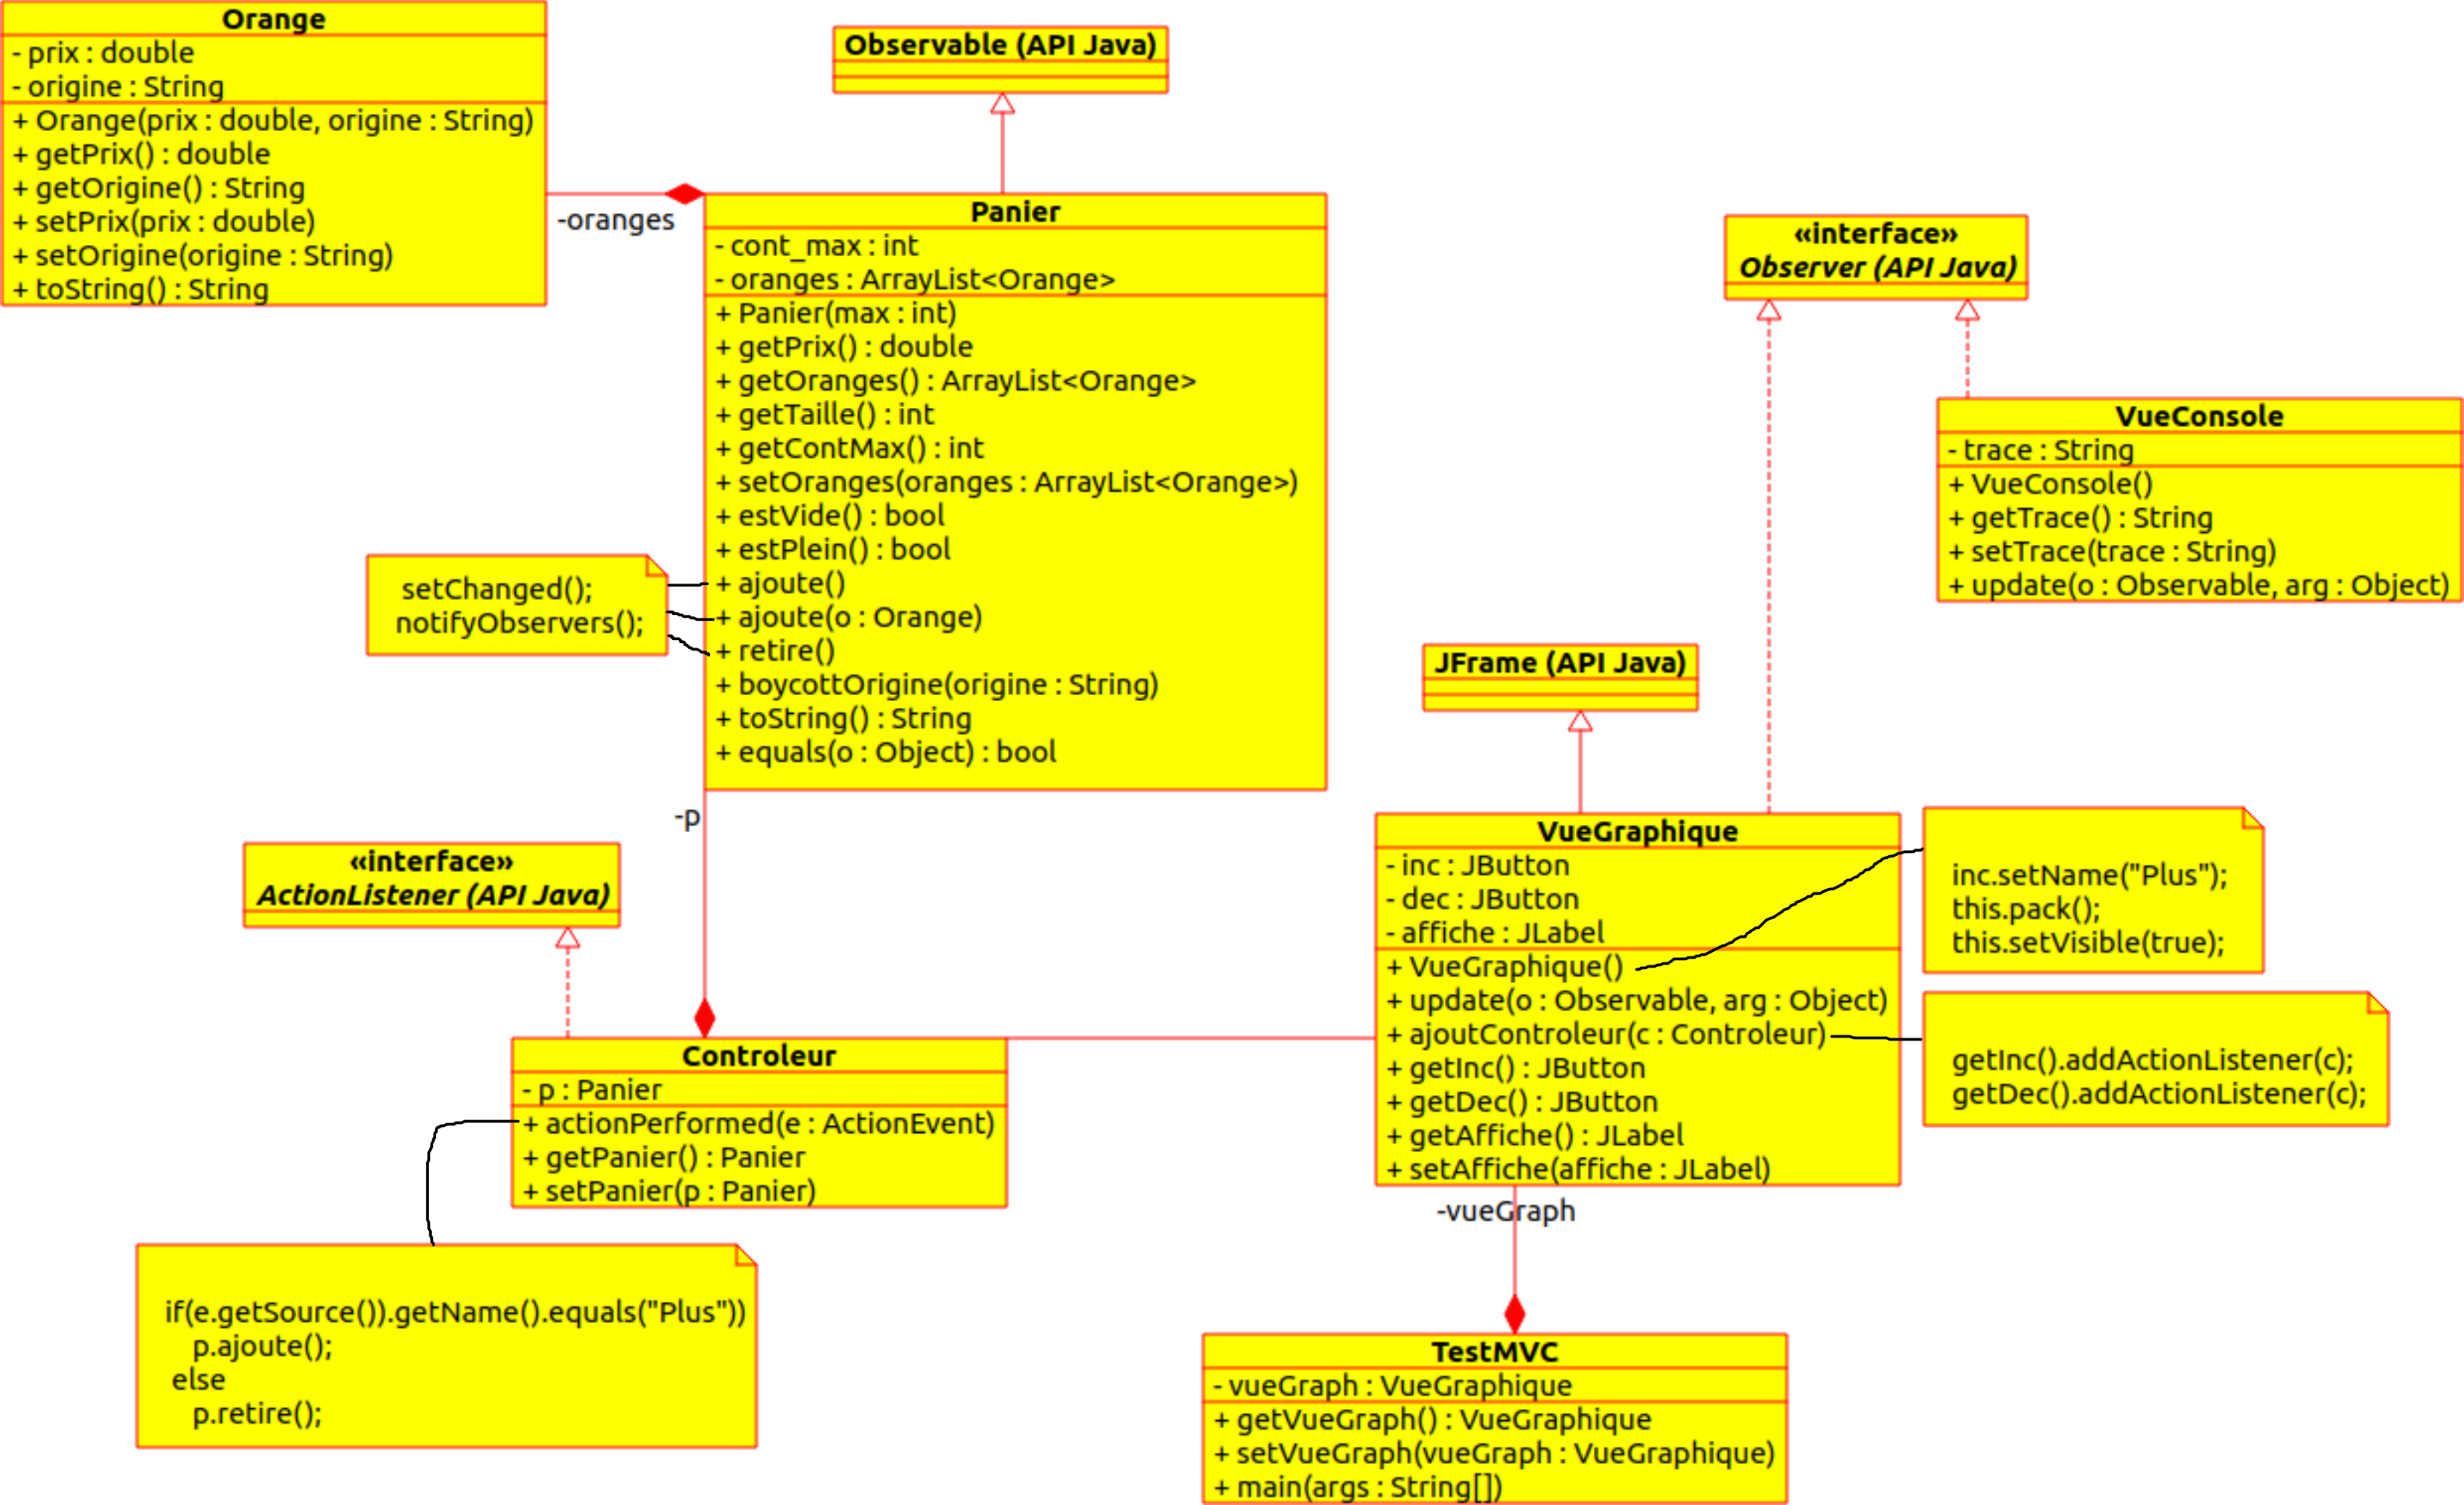 Orange
- prix : double
- origine : String
+ Orange(prix : double, origine : String)
+ getPrix() : double
+ getOrigine() : String
+ setPrix(prix : double)
+ setOrigine(origine : String)
+ toString() : String
Observable (API Java)
-oranges
Panier
- cont_max : int
- oranges : ArrayList<Orange>
+ Panier(max : int)
+ getPrix() : double
+ getOranges() : ArrayList<Orange>
+ getTaille() : int
+ getContMax() : int
+ setOranges(oranges : ArrayList<Orange>)
+ estVide() : bool
+ estPlein() : bool
+ ajoute()
+ ajoute(o : Orange)
+ retire()
+ boycottOrigine(origine : String)
+ toString() : String
+ equals(o : Object) : bool
setChanged();
notifyObservers();
«interface»
Observer (API Java)
VueConsole
- trace : String
+ VueConsole()
+ getTrace() : String
+ setTrace(trace : String)
+ update(o : Observable, arg : Object)
JFrame (API Java)
-p
«interface»
ActionListener (API Java)
VueGraphique
- inc : JButton
- dec : JButton
- affiche : JLabel
+ VueGraphique()
+ update(o : Observable, arg : Object)
+ ajoutControleur(c : Controleur)
+ getInc() : JButton
+ getDec() : JButton
+ getAffiche() : JLabel
+ setAffiche(affiche : JLabel)
inc.setName("Plus");
this.pack();
this.setVisible(true);
getInc().addActionListener(c);
getDec().addActionListener(c);
Controleur
- p : Panier
+ actionPerformed(e : ActionEvent)
+ getPanier() : Panier
+ setPanier(p : Panier)
-vueGraph
if(e.getSource()).getName().equals("Plus"))
p.ajoute();
else
p.retire();
TestMVC
- vueGraph : VueGraphique
+ getVueGraph() : VueGraphique
+ setVueGraph(vueGraph : VueGraphique)
+ main(args : String[])